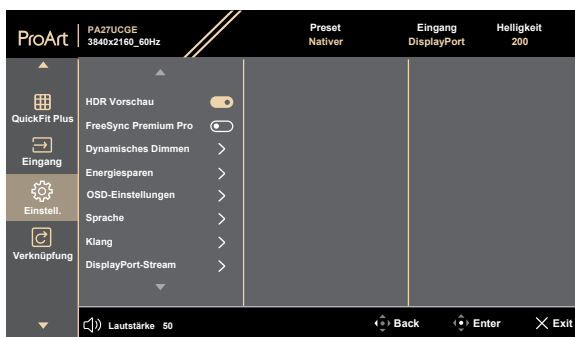 ProArt
PA27UCGE
3840x2160_60Hz
Preset
Nativer
Eingang
DisplayPort
Helligkeit
200
QuickFit Plus
Eingang
Einstell.
Verknüpfung
HDR Vorschau
FreeSync Premium Pro
Dynamisches Dimmen
Energiesparen
OSD-Einstellungen
Sprache
Klang
DisplayPort-Stream
Lautstärke 50
Back
Enter
Exit